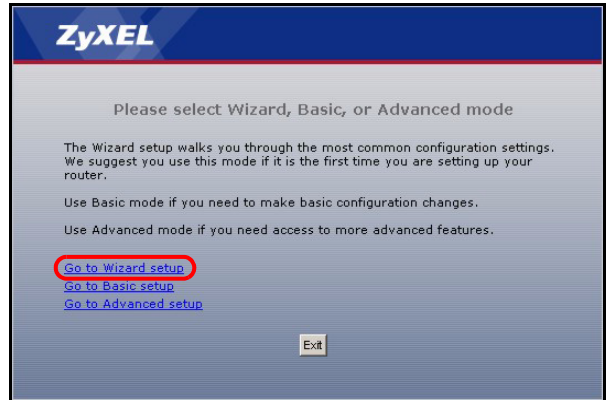 ZyXEL
Please select Wizard, Basic, or Advanced mode
The Wizard setup walks you through the most common configuration settings.
We suggest you use this mode if it is the first time you are setting up your
router.
Use Basic mode if you need to make basic configuration changes.
Use Advanced mode if you need access to more advanced features.
Go to Wizard setup
Go to Basic setup
Go to Advanced setup
Exit